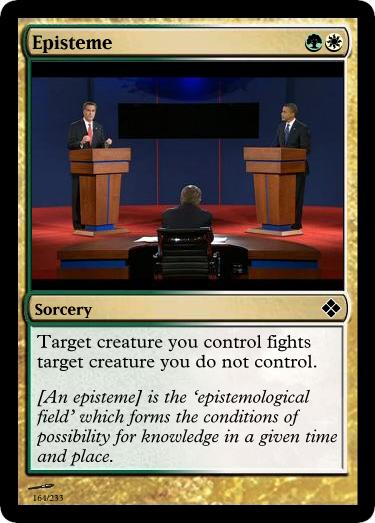 Episteme
Sorcery
Target creature you control fights
target creature you do not control.
[An episteme] is the ‘epistemological
field’ which forms the conditions of
possibility for knowledge in a given time
and place.
164/233